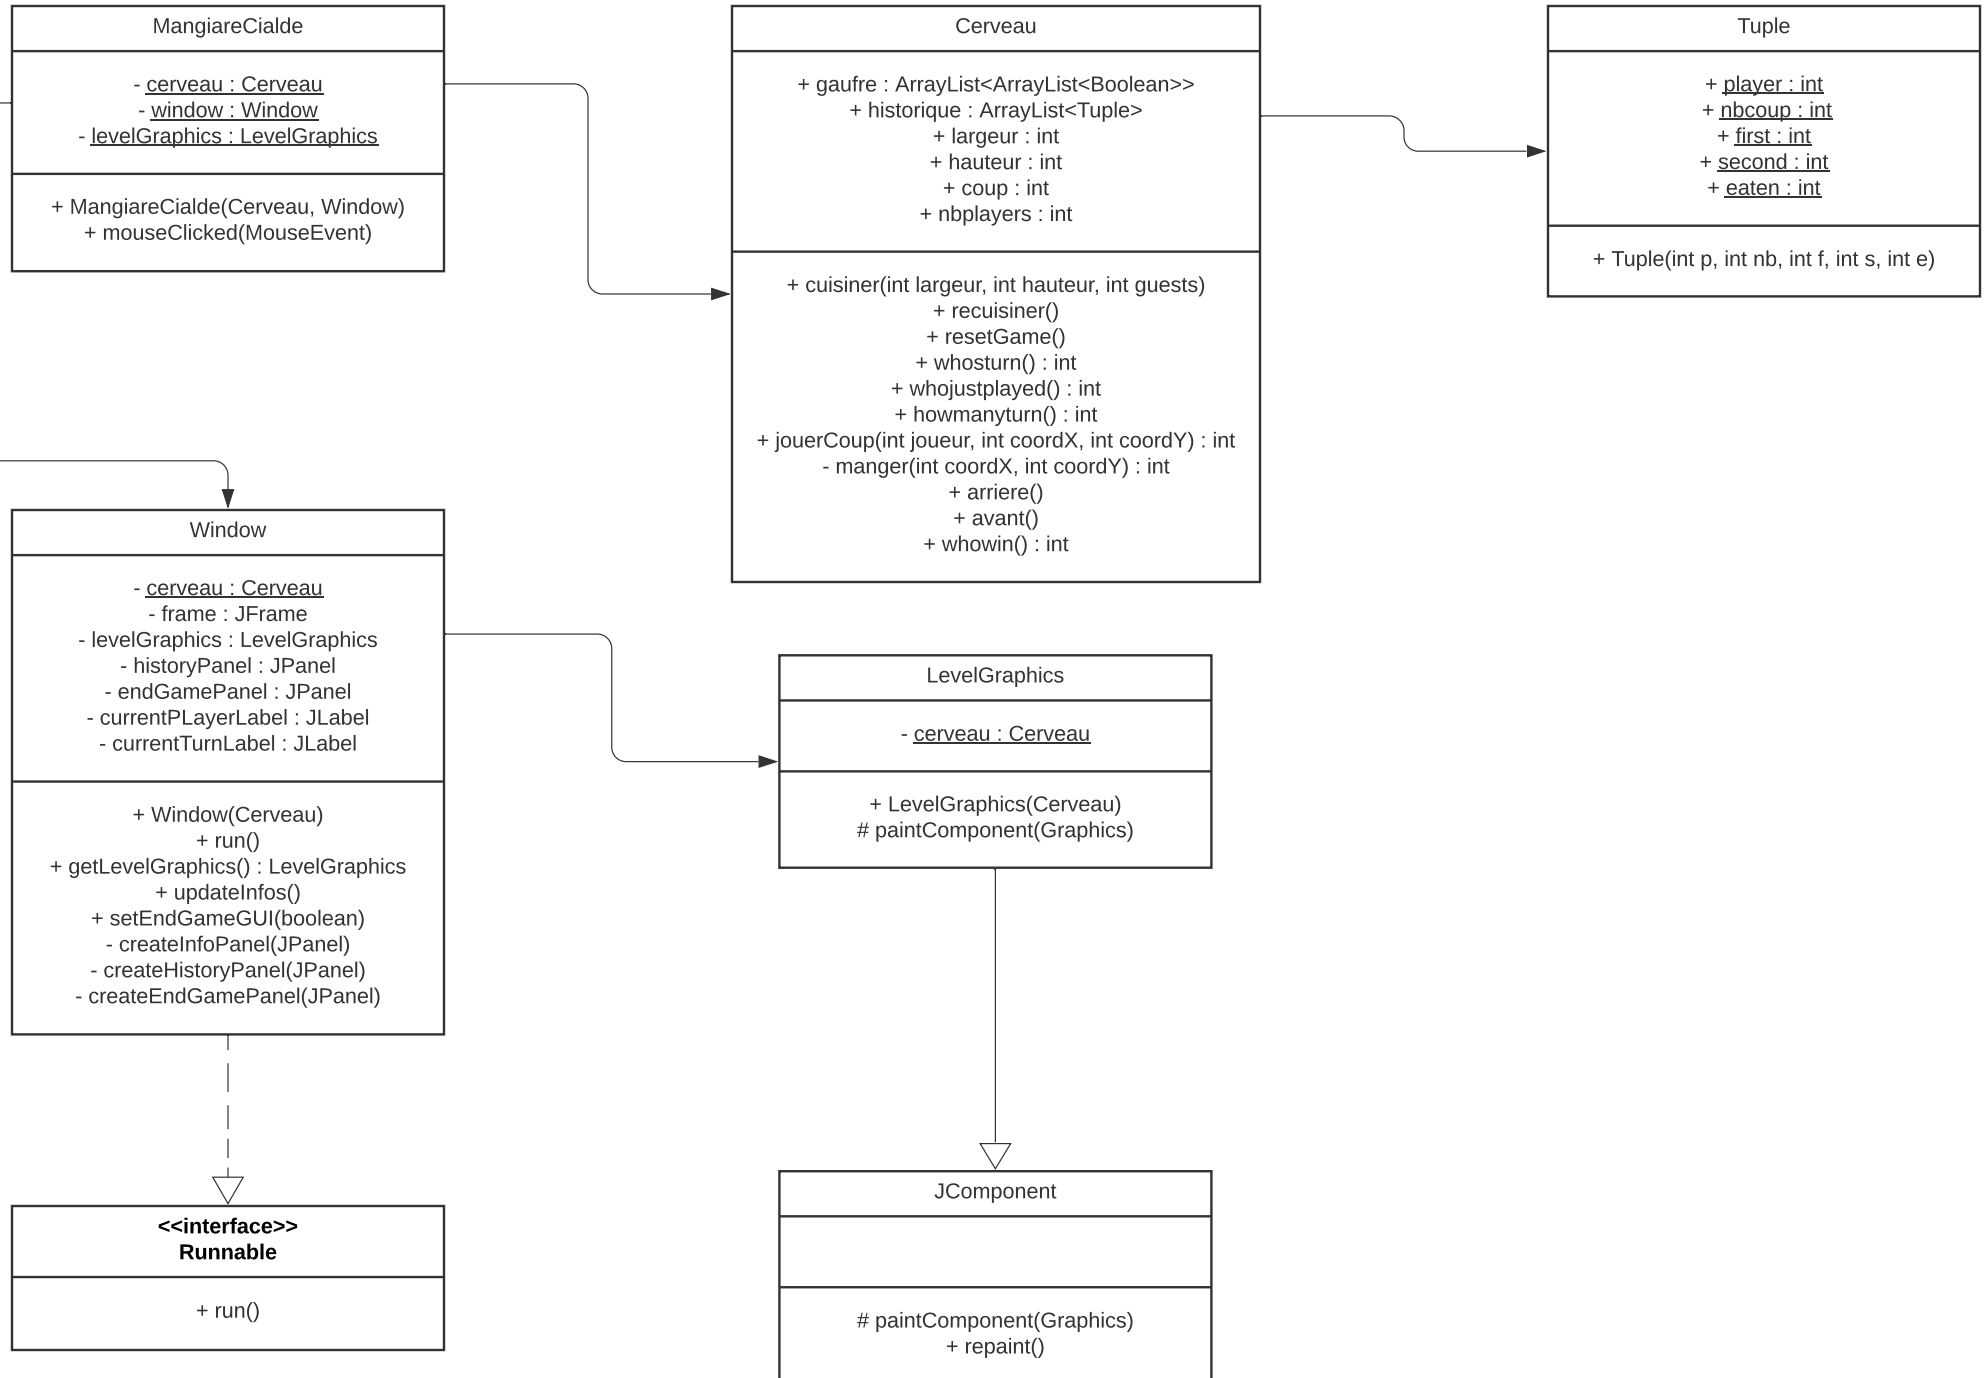 MangiareCialde
- cerveau : Cerveau
- window : Window
- levelGraphics : LevelGraphics
+ MangiareCialde(Cerveau, Window)
+ mouseClicked(MouseEvent)
Cerveau
+ gaufre : ArrayList<ArrayList<Boolean>>
+ historique : ArrayList<Tuple>
+ largeur : int
+ hauteur : int
+ coup : int
+ nbplayers : int
+ cuisiner(int largeur, int hauteur, int guests)
+ recuisiner()
+ resetGame()
+ whosturn() : int
+ whojustplayed() : int
+ howmanyturn() : int
+ jouerCoup(int joueur, int coordX, int coordY) : int
- manger(int coordX, int coordY) : int
+ arriere()
+ avant()
+ whowin() : int
Tuple
+ player : int
+ nbcoup : int
+ first : int
+ second : int
+ eaten : int
+ Tuple(int p, int nb, int f, int s, int e)
Window
- cerveau : Cerveau
- frame : JFrame
- levelGraphics : LevelGraphics
- historyPanel : JPanel
- endGamePanel : JPanel
- currentPLayerLabel : JLabel
- currentTurnLabel : JLabel
+ Window(Cerveau)
+ run()
+ getLevelGraphics() : LevelGraphics
+ updateInfos()
+ setEndGameGUI(boolean)
- createInfoPanel(JPanel)
- createHistoryPanel(JPanel)
- createEndGamePanel(JPanel)
LevelGraphics
- cerveau : Cerveau
+ LevelGraphics(Cerveau)
# paintComponent(Graphics)
<<interface>>
Runnable
+ run()
JComponent
# paintComponent(Graphics)
+ repaint()